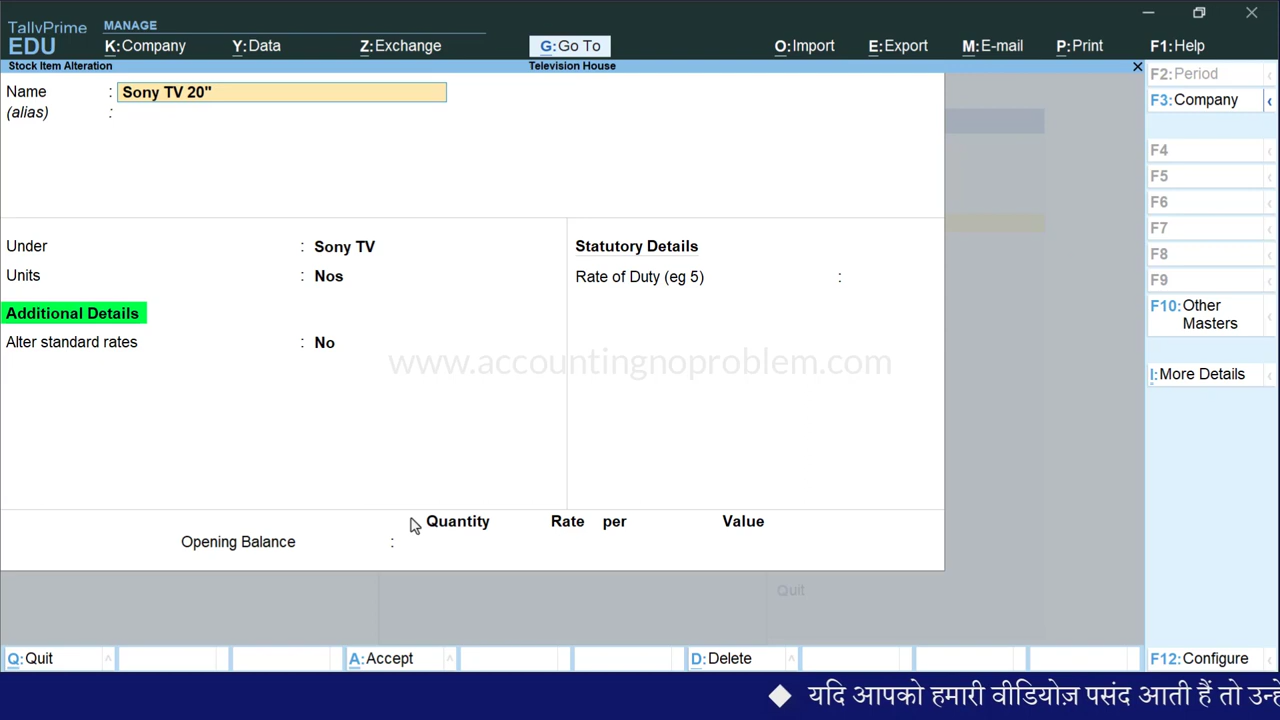 TallyPrime
EDU
MANAGE
K:Company
Y:Data
Z:Exchange
G:Go To
O:Import
E:Export
M:E-mail
P:Print
F1:Help
Stock Item Alteration
Television House
Name : Sony TV 20"
(alias) :
Under : Sony TV
Units : Nos
Additional Details
Alter standard rates : No
Statutory Details
Rate of Duty (eg 5) :
www.accountingnoproblem.com
Quantity Rate per Value
Opening Balance :
Quit
F2:Period
F3:Company
F4
F5
F6
F7
F8
F9
F10:Other
Masters
I:More Details
Q:Quit
A:Accept
D:Delete
F12:Configure
यदि आपको हमारी वीडियोज़ पसंद आती हैं तो उन्हे